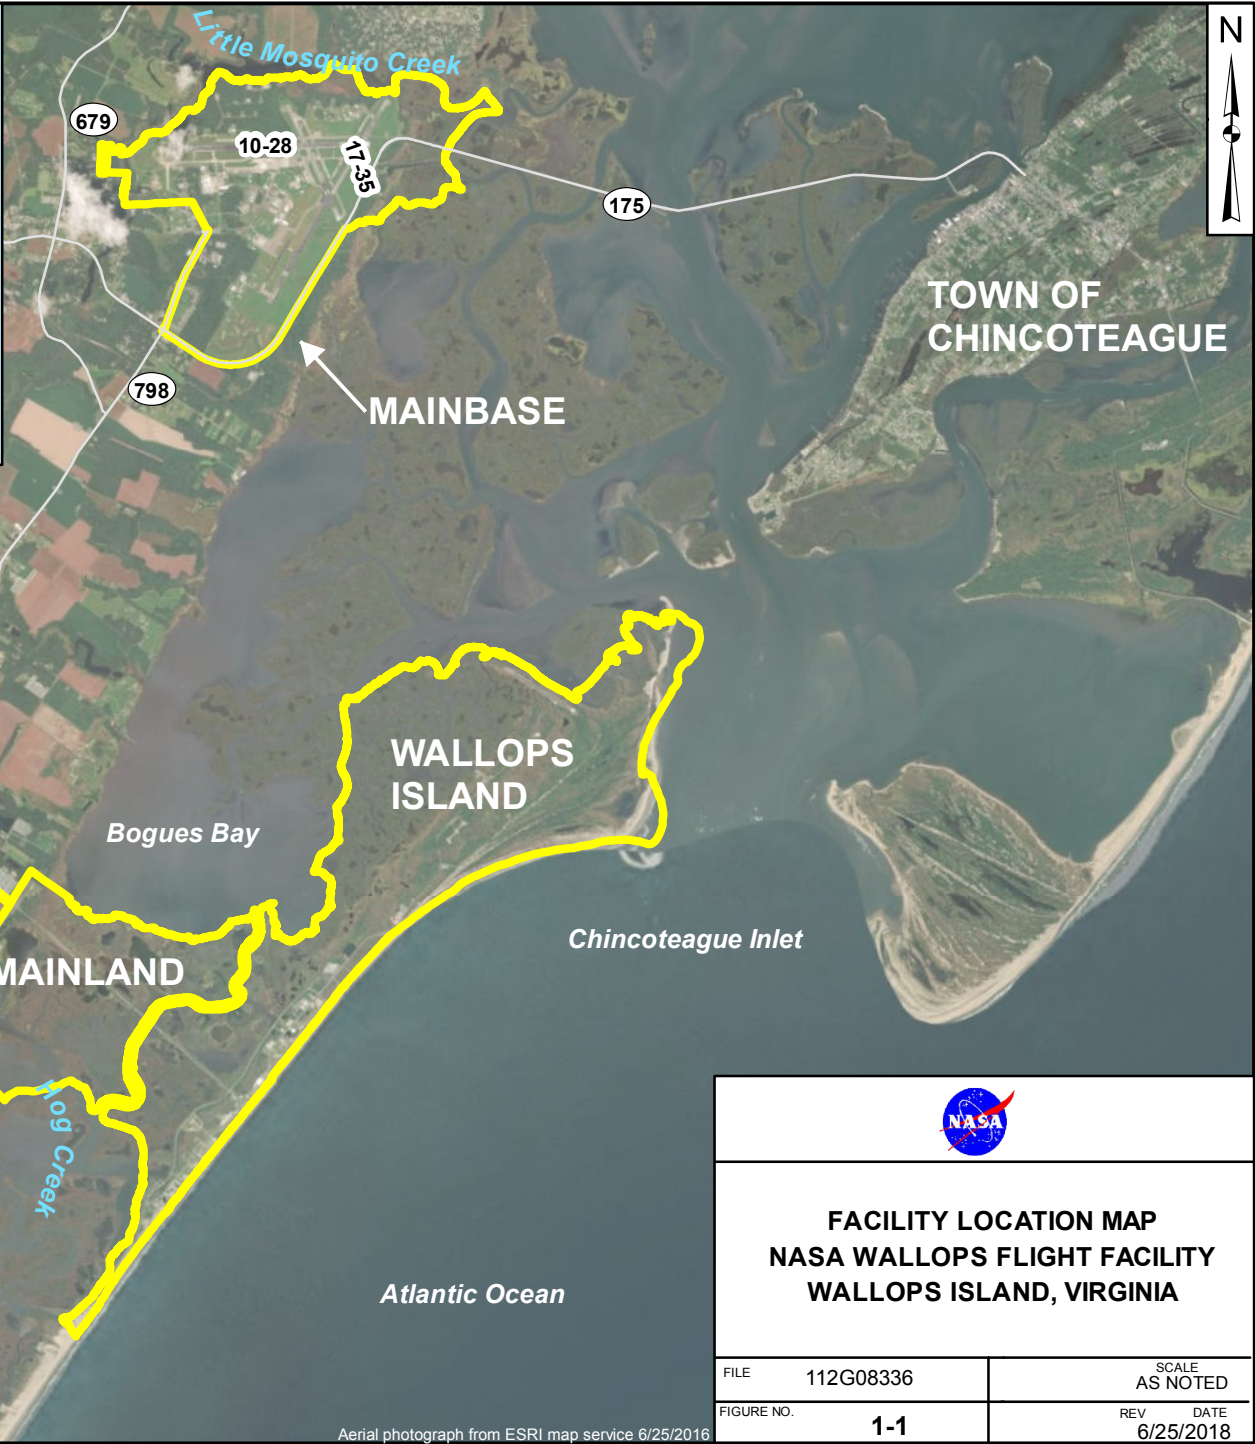 Little Mosquito Creek
N
679
10-28
17-35
175
TOWN OF
CHINCOTEAGUE
798
MAINBASE
WALLOPS
ISLAND
Bogues Bay
Chincoteague Inlet
MAINLAND
Hog Creek
Atlantic Ocean
NASA
FACILITY LOCATION MAP
NASA WALLOPS FLIGHT FACILITY
WALLOPS ISLAND, VIRGINIA
FILE 112G08336
SCALE
AS NOTED
FIGURE NO. 1-1
REV DATE
6/25/2018
Aerial photograph from ESRI map service 6/25/2016